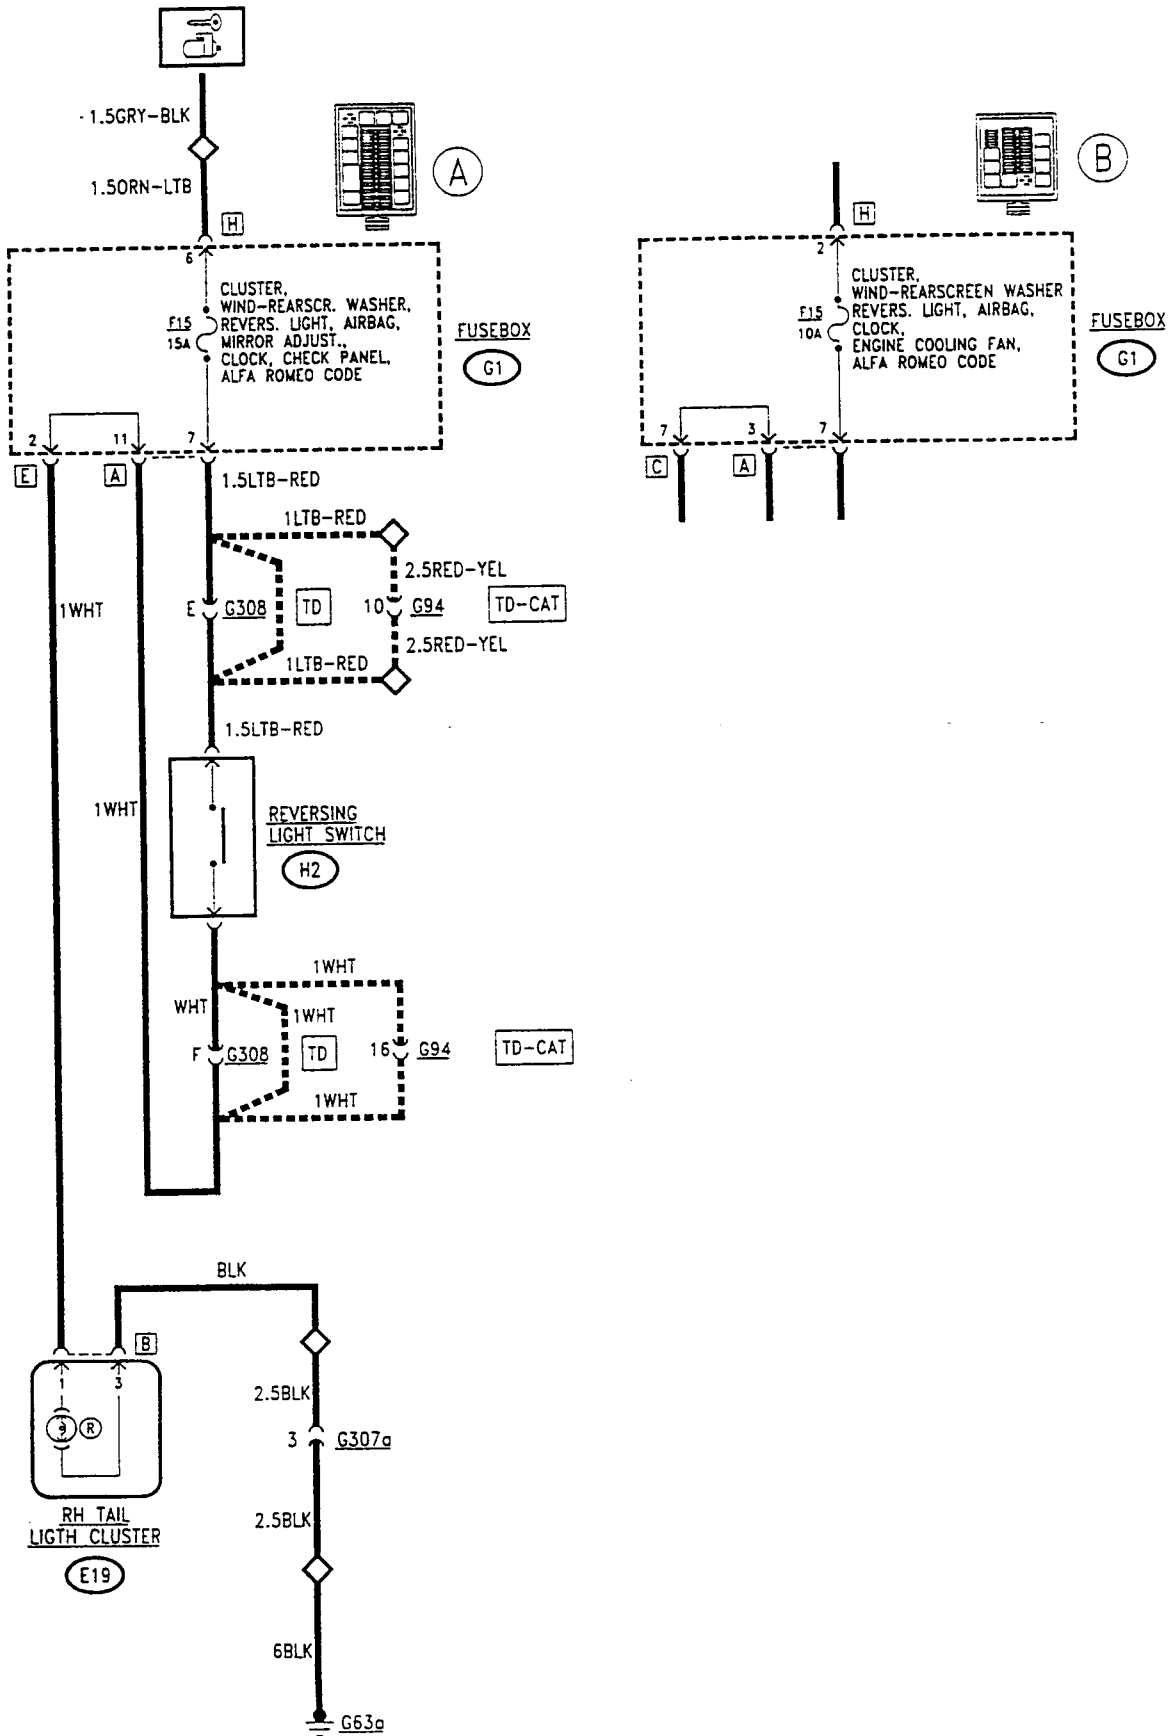 - 1.5GRY-BLK
1.5ORN-LTB
A
B
H
H
6
CLUSTER,
WIND-REARSCR. WASHER,
REVERS. LIGHT, AIRBAG,
MIRROR ADJUST.,
CLOCK, CHECK PANEL,
ALFA ROMEO CODE
F15
15A
FUSEBOX
G1
2
11
7
E
A
2
CLUSTER,
WIND-REARSCREEN WASHER
REVERS. LIGHT, AIRBAG,
CLOCK,
ENGINE COOLING FAN,
ALFA ROMEO CODE
F15
10A
FUSEBOX
G1
7
3
7
C
A
1.5LTB-RED
1LTB-RED
2.5RED-YEL
1WHT
E
G308
TD
10
G94
TD-CAT
2.5RED-YEL
1LTB-RED
1.5LTB-RED
1WHT
REVERSING
LIGHT SWITCH
H2
1WHT
WHT
1WHT
F
G308
TD
16
G94
TD-CAT
1WHT
BLK
B
1
3
R
2.5BLK
3
G307a
RH TAIL
LIGTH CLUSTER
E19
2.5BLK
6BLK
G63a